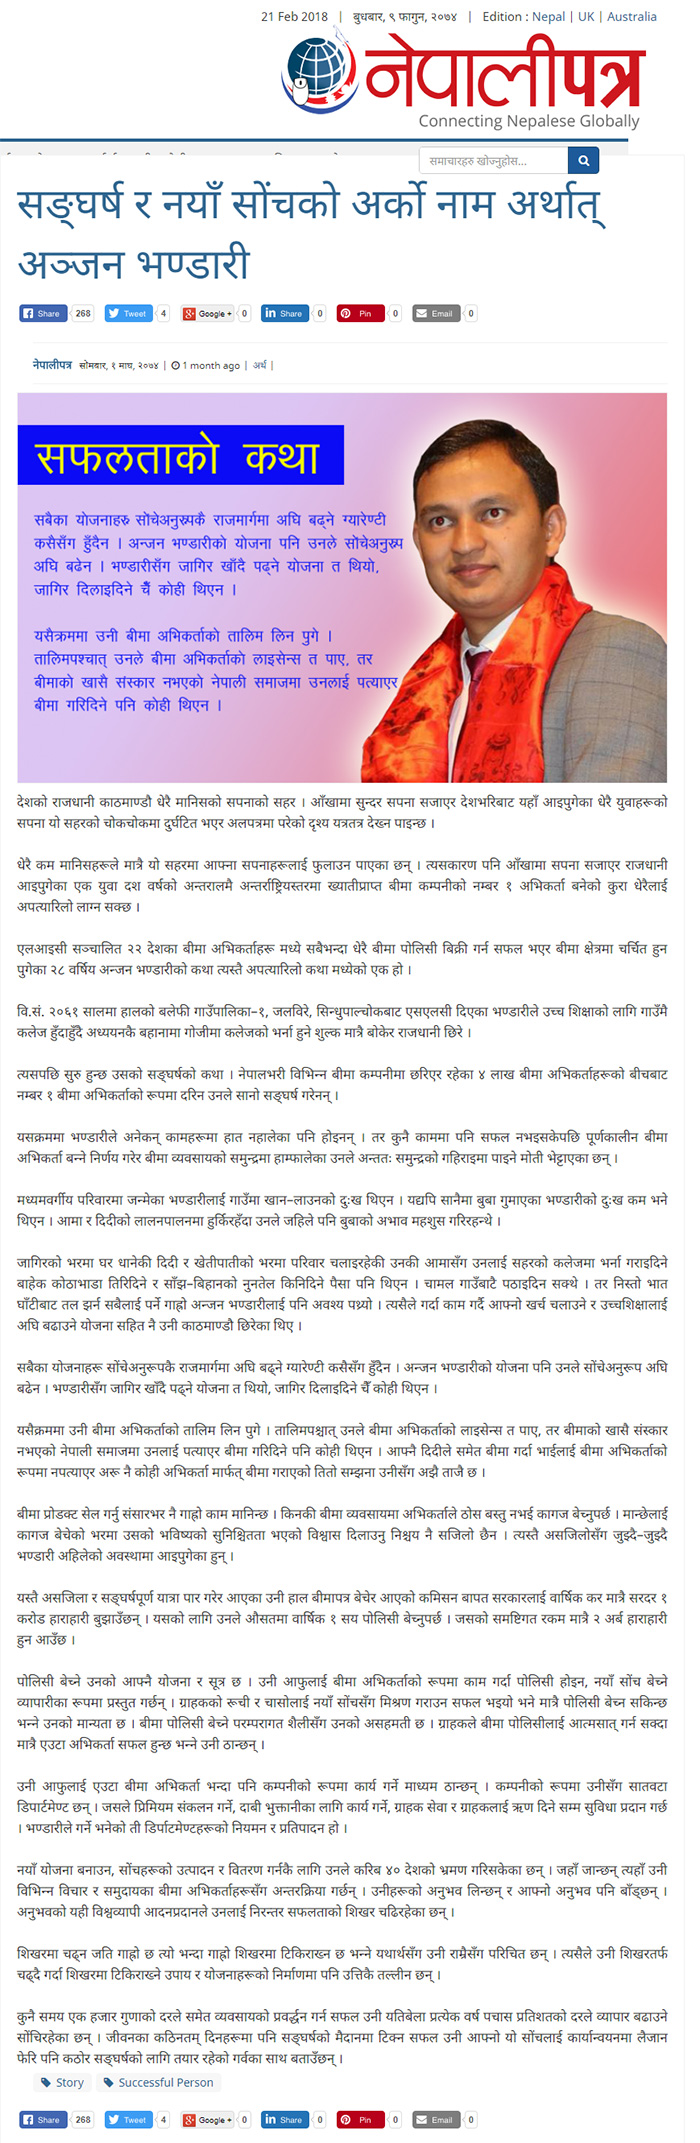 21 Feb 2018 | बुधबार, ९ फागुन, २०७४ | Edition : Nepal | UK | Australia
नेपालीपत्र
Connecting Nepalese Globally
समाचारहरु खोज्नुहोस...
सङ्घर्ष र नयाँ सोंचको अर्को नाम अर्थात्
अञ्जन भण्डारी
Share 268 Tweet 4 Google + 0 Share 0 Pin 0 Email 0
नेपालीपत्र सोमबार, १ माघ, २०७४ | 1 month ago | अर्थ |
सफलताको कथा
सबैका योजनाहरु सोंचेअनुरुपकै राजमार्गमा अघि बढ्ने ग्यारेण्टी
कसैसँग हुँदैन । अन्जन भण्डारीको योजना पनि उनले सोचेअनुरुप
अघि बढेन । भण्डारीसँग जागिर खाँदै पढ्ने योजना त थियो,
जागिर दिलाइदिने चैं कोही थिएन ।
यसैक्रममा उनी बीमा अभिकर्ताको तालिम लिन पुगे ।
तालिमपश्चात् उनले बीमा अभिकर्ताको लाइसेन्स त पाए, तर
बीमाको खासै संस्कार नभएको नेपाली समाजमा उनलाई पत्याएर
बीमा गरिदिने पनि कोही थिएन ।
देशको राजधानी काठमाण्डौ धेरै मानिसको सपनाको सहर । आँखामा सुन्दर सपना सजाएर देशभरिबाट यहाँ आइपुगेका धेरै युवाहरूको
सपना यो सहरको चोकचोकमा दुर्घटित भएर अलपत्रमा परेको दृश्य यत्रतत्र देख्न पाइन्छ ।
धेरै कम मानिसहरूले मात्रै यो सहरमा आफ्ना सपनाहरूलाई फुलाउन पाएका छन् । त्यसकारण पनि आँखामा सपना सजाएर राजधानी
आइपुगेका एक युवा दश वर्षको अन्तरालमै अन्तर्राष्ट्रियस्तरमा ख्यातीप्राप्त बीमा कम्पनीको नम्बर १ अभिकर्ता बनेको कुरा धेरैलाई
अपत्यारिलो लाग्न सक्छ ।
एलआइसी सञ्चालित २२ देशका बीमा अभिकर्ताहरू मध्ये सबैभन्दा धेरै बीमा पोलिसी बिक्री गर्न सफल भएर बीमा क्षेत्रमा चर्चित हुन
पुगेका २८ वर्षिय अन्जन भण्डारीको कथा त्यस्तै अपत्यारिलो कथा मध्येको एक हो ।
वि.सं. २०६१ सालमा हालको बलेफी गाउँपालिका–१, जलविरे, सिन्धुपाल्चोकबाट एसएलसी दिएका भण्डारीले उच्च शिक्षाको लागि गाउँमै
कलेज हुँदाहुँदै अध्ययनकै बहानामा गोजीमा कलेजको भर्ना हुने शुल्क मात्रै बोकेर राजधानी छिरे ।
त्यसपछि सुरु हुन्छ उसको सङ्घर्षको कथा । नेपालभरी विभिन्न बीमा कम्पनीमा छरिएर रहेका ४ लाख बीमा अभिकर्ताहरूको बीचबाट
नम्बर १ बीमा अभिकर्ताको रूपमा दरिन उनले सानो सङ्घर्ष गरेनन् ।
यसक्रममा भण्डारीले अनेकन् कामहरूमा हात नहालेका पनि होइनन् । तर कुनै काममा पनि सफल नभइसकेपछि पूर्णकालीन बीमा
अभिकर्ता बन्ने निर्णय गरेर बीमा व्यवसायको समुन्द्रमा हाम्फालेका उनले अन्ततः समुन्द्रको गहिराइमा पाइने मोती भेट्टाएका छन् ।
मध्यमवर्गीय परिवारमा जन्मेका भण्डारीलाई गाउँमा खान–लाउनको दुःख थिएन । यद्यपि सानैमा बुबा गुमाएका भण्डारीको दुःख कम भने
थिएन । आमा र दिदीको लालनपालनमा हुर्किरहँदा उनले जहिले पनि बुबाको अभाव महशुस गरिरहन्थे ।
जागिरको भरमा घर धानेकी दिदी र खेतीपातीको भरमा परिवार चलाइरहेकी उनकी आमासँग उनलाई सहरको कलेजमा भर्ना गराइदिने
बाहेक कोठाभाडा तिरिदिने र साँझ–बिहानको नुनतेल किनिदिने पैसा पनि थिएन । चामल गाउँबाटै पठाइदिन सक्थे । तर निस्तो भात
घाँटीबाट तल झर्न सबैलाई पर्ने गाह्रो अन्जन भण्डारीलाई पनि अवश्य पथ्र्यो । त्यसैले गर्दा काम गर्दै आफ्नो खर्च चलाउने र उच्चशिक्षालाई
अघि बढाउने योजना सहित नै उनी काठमाण्डौ छिरेका थिए ।
सबैका योजनाहरू सोंचेअनुरूपकै राजमार्गमा अघि बढ्ने ग्यारेण्टी कसैसँग हुँदैन । अन्जन भण्डारीको योजना पनि उनले सोंचेअनुरूप अघि
बढेन । भण्डारीसँग जागिर खाँदै पढ्ने योजना त थियो, जागिर दिलाइदिने चैं कोही थिएन ।
यसैक्रममा उनी बीमा अभिकर्ताको तालिम लिन पुगे । तालिमपश्चात् उनले बीमा अभिकर्ताको लाइसेन्स त पाए, तर बीमाको खासै संस्कार
नभएको नेपाली समाजमा उनलाई पत्याएर बीमा गरिदिने पनि कोही थिएन । आफ्नै दिदीले समेत बीमा गर्दा भाईलाई बीमा अभिकर्ताको
रूपमा नपत्याएर अरू नै कोही अभिकर्ता मार्फत् बीमा गराएको तितो सम्झना उनीसँग अझै ताजै छ ।
बीमा प्रोडक्ट सेल गर्नु संसारभर नै गाह्रो काम मानिन्छ । किनकी बीमा व्यवसायमा अभिकर्ताले ठोस बस्तु नभई कागज बेच्नुपर्छ । मान्छेलाई
कागज बेचेको भरमा उसको भविष्यको सुनिश्चितता भएको विश्वास दिलाउनु निश्चय नै सजिलो छैन । त्यस्तै असजिलोसँग जुझ्दै–जुझ्दै
भण्डारी अहिलेको अवस्थामा आइपुगेका हुन् ।
यस्तै असजिला र सङ्घर्षपूर्ण यात्रा पार गरेर आएका उनी हाल बीमापत्र बेचेर आएको कमिसन बापत सरकारलाई वार्षिक कर मात्रै सरदर १
करोड हाराहारी बुझाउँछन् । यसको लागि उनले औसतमा वार्षिक १ सय पोलिसी बेच्नुपर्छ । जसको समष्टिगत रकम मात्रै २ अर्ब हाराहारी
हुन आउँछ ।
पोलिसी बेच्ने उनको आफ्नै योजना र सूत्र छ । उनी आफुलाई बीमा अभिकर्ताको रूपमा काम गर्दा पोलिसी होइन, नयाँ सोंच बेच्ने
व्यापारीका रूपमा प्रस्तुत गर्छन् । ग्राहकको रूची र चासोलाई नयाँ सोंचसँग मिश्रण गराउन सफल भइयो भने मात्रै पोलिसी बेच्न सकिन्छ
भन्ने उनको मान्यता छ । बीमा पोलिसी बेच्ने परम्परागत शैलीसँग उनको असहमती छ । ग्राहकले बीमा पोलिसीलाई आत्मसात् गर्न सक्दा
मात्रै एउटा अभिकर्ता सफल हुन्छ भन्ने उनी ठान्छन् ।
उनी आफुलाई एउटा बीमा अभिकर्ता भन्दा पनि कम्पनीको रूपमा कार्य गर्ने माध्यम ठान्छन् । कम्पनीको रूपमा उनीसँग सातवटा
डिपार्टमेण्ट छन् । जसले प्रिमियम संकलन गर्ने, दाबी भुक्तानीका लागि कार्य गर्ने, ग्राहक सेवा र ग्राहकलाई ऋण दिने सम्म सुविधा प्रदान गर्छ
। भण्डारीले गर्ने भनेको ती डिर्पाटमेण्टहरूको नियमन र प्रतिपादन हो ।
नयाँ योजना बनाउन, सोंचहरूको उत्पादन र वितरण गर्नकै लागि उनले करिब ४० देशको भ्रमण गरिसकेका छन् । जहाँ जान्छन् त्यहाँ उनी
विभिन्न विचार र समुदायका बीमा अभिकर्ताहरूसँग अन्तरक्रिया गर्छन् । उनीहरूको अनुभव लिन्छन् र आफ्नो अनुभव पनि बाँड्छन् ।
अनुभवको यही विश्वव्यापी आदनप्रदानले उनलाई निरन्तर सफलताको शिखर चढिरहेका छन् ।
शिखरमा चढ्न जति गाह्रो छ त्यो भन्दा गाह्रो शिखरमा टिकिराख्न छ भन्ने यथार्थसँग उनी राम्रैसँग परिचित छन् । त्यसैले उनी शिखरतर्फ
चढ्दै गर्दा शिखरमा टिकिराख्ने उपाय र योजनाहरूको निर्माणमा पनि उत्तिकै तल्लीन छन् ।
कुनै समय एक हजार गुणाको दरले समेत व्यवसायको प्रवर्द्धन गर्न सफल उनी यतिबेला प्रत्येक वर्ष पचास प्रतिशतको दरले व्यापार बढाउने
सोंचिरहेका छन् । जीवनका कठिनतम् दिनहरूमा पनि सङ्घर्षको मैदानमा टिक्न सफल उनी आफ्नो यो सोंचलाई कार्यान्वयनमा लैजान
फेरि पनि कठोर सङ्घर्षको लागि तयार रहेको गर्वका साथ बताउँछन् ।
Story Successful Person
Share 268 Tweet 4 Google + 0 Share 0 Pin 0 Email 0